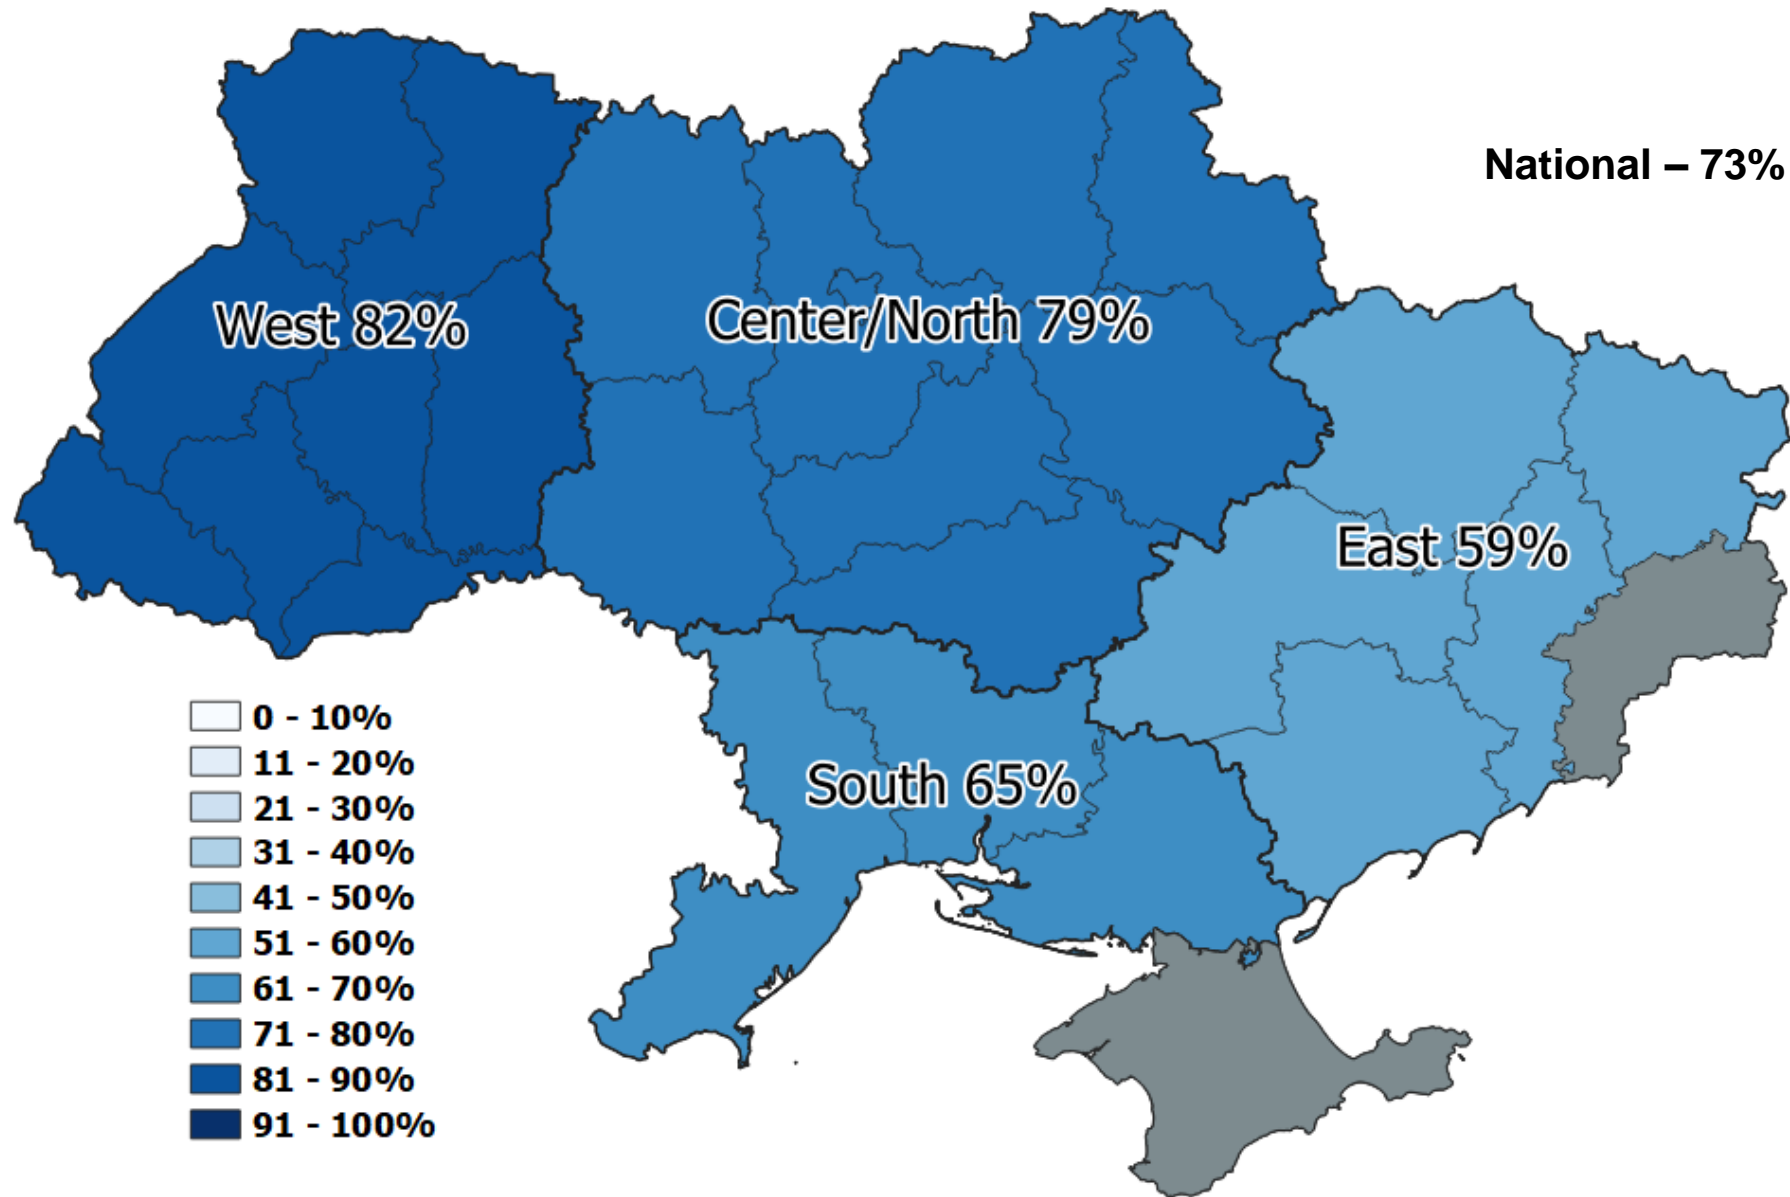 National – 73%
West 82%
Center/North 79%
East 59%
South 65%
0 - 10%
11 - 20%
21 - 30%
31 - 40%
41 - 50%
51 - 60%
61 - 70%
71 - 80%
81 - 90%
91 - 100%